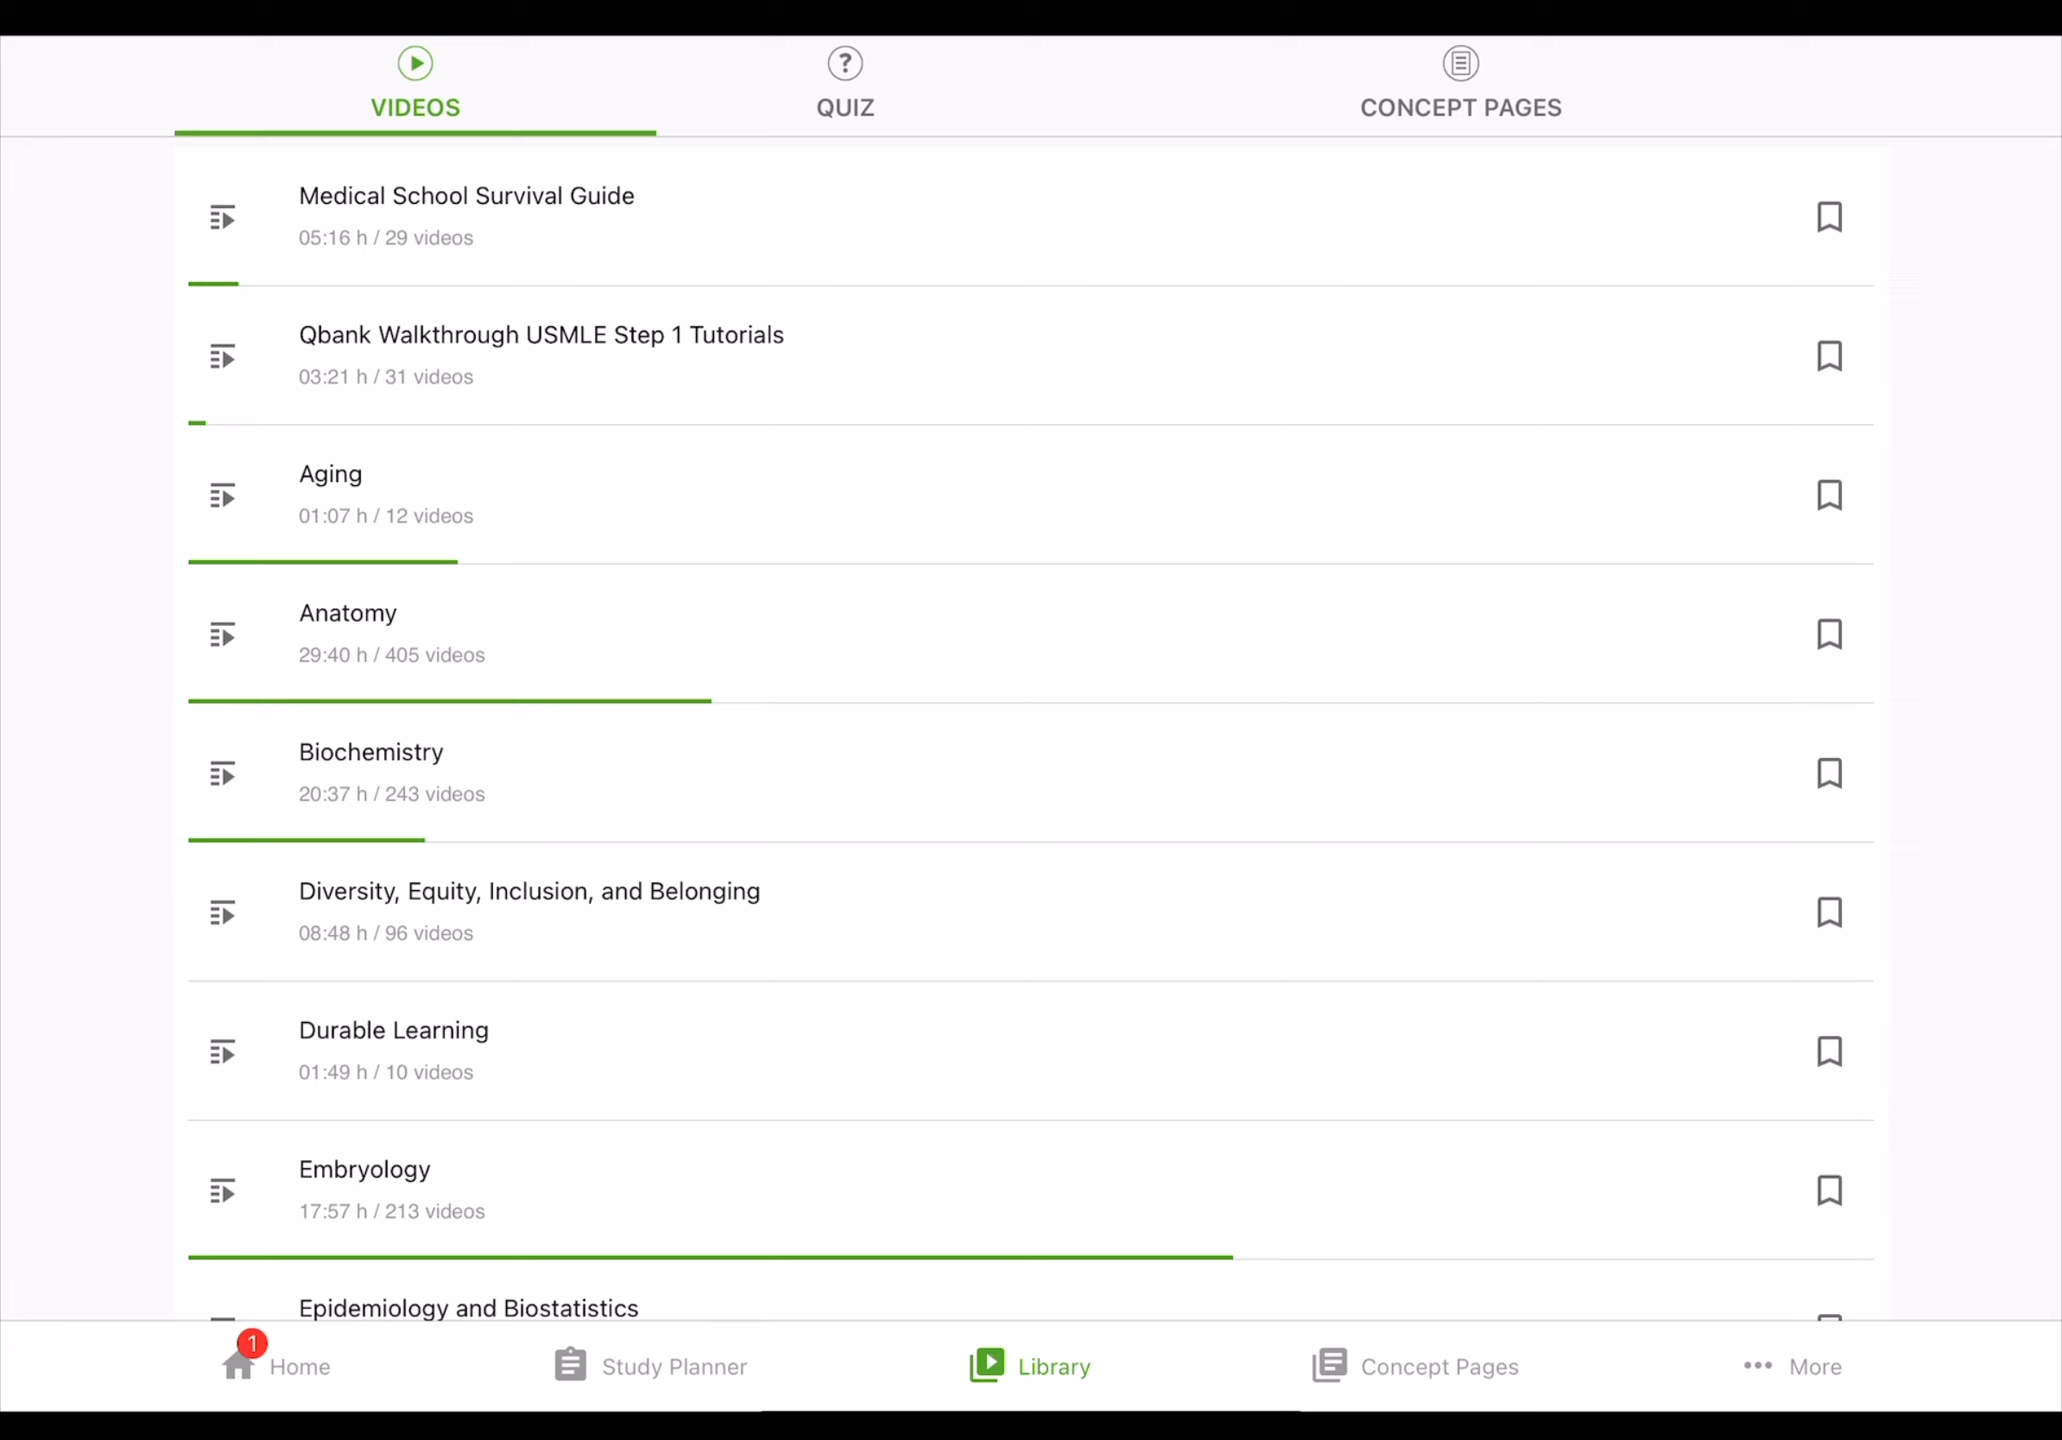 VIDEOS
QUIZ
CONCEPT PAGES
Medical School Survival Guide
05:16 h / 29 videos
Qbank Walkthrough USMLE Step 1 Tutorials
03:21 h / 31 videos
Aging
01:07 h / 12 videos
Anatomy
29:40 h / 405 videos
Biochemistry
20:37 h / 243 videos
Diversity, Equity, Inclusion, and Belonging
08:48 h / 96 videos
Durable Learning
01:49 h / 10 videos
Embryology
17:57 h / 213 videos
Epidemiology and Biostatistics
1
Home
Study Planner
Library
Concept Pages
More